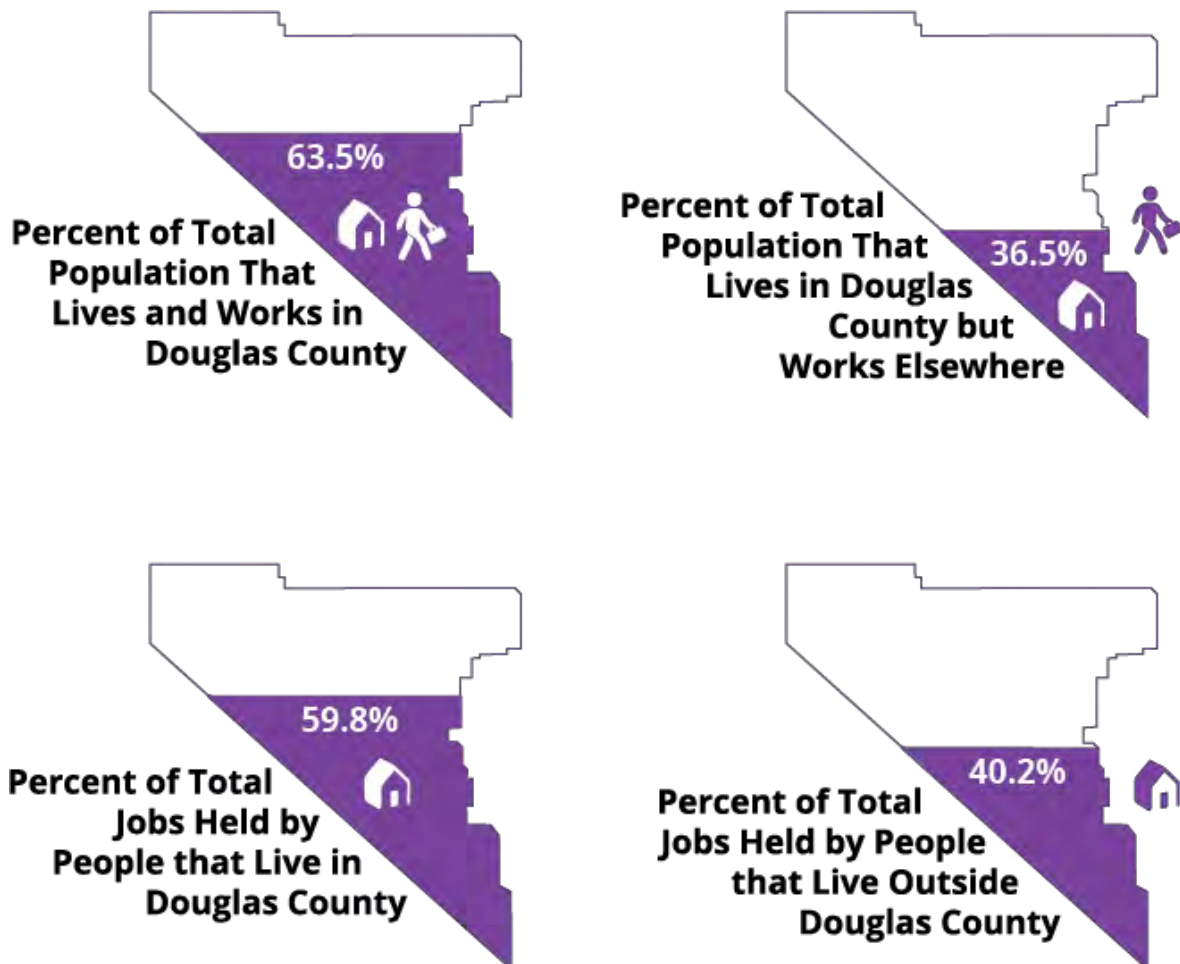 63.5%
Percent of Total
Population That
Lives and Works in
Douglas County
36.5%
Percent of Total
Population That
Lives in Douglas
County but
Works Elsewhere
59.8%
Percent of Total
Jobs Held by
People that Live in
Douglas County
40.2%
Percent of Total
Jobs Held by People
that Live Outside
Douglas County